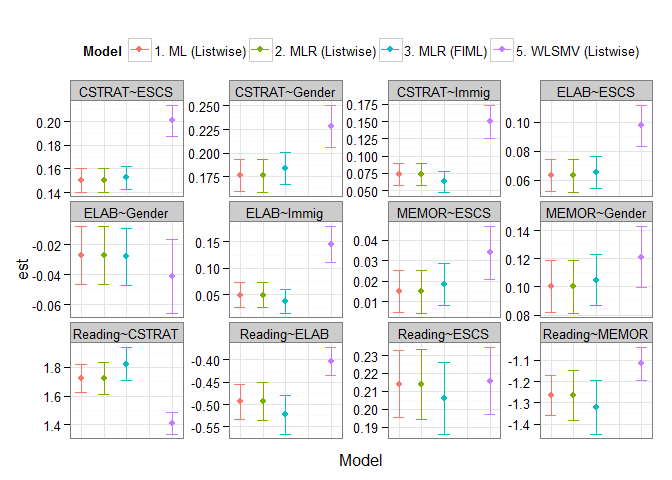 Model 1. ML (Listwise) 2. MLR (Listwise) 3. MLR (FIML) 5. WLSMV (Listwise)
CSTRAT~ESCS CSTRAT~Gender CSTRAT~Immig ELAB~ESCS
0.20 0.250 0.175 0.10
0.18 0.225 0.150 0.08
0.16 0.200 0.125 0.06
0.14 0.175 0.100
0.075
0.050
ELAB~Gender ELAB~Immig MEMOR~ESCS MEMOR~Gender
-0.02 0.15 0.04 0.14
-0.04 0.10 0.03 0.12
-0.06 0.05 0.02 0.10
0.01 0.08
Reading~CSTRAT Reading~ELAB Reading~ESCS Reading~MEMOR
1.8 -0.40 0.23 -1.1
1.6 -0.45 0.22 -1.2
1.4 -0.50 0.21 -1.3
-0.55 0.20 -1.4
0.19
est
Model